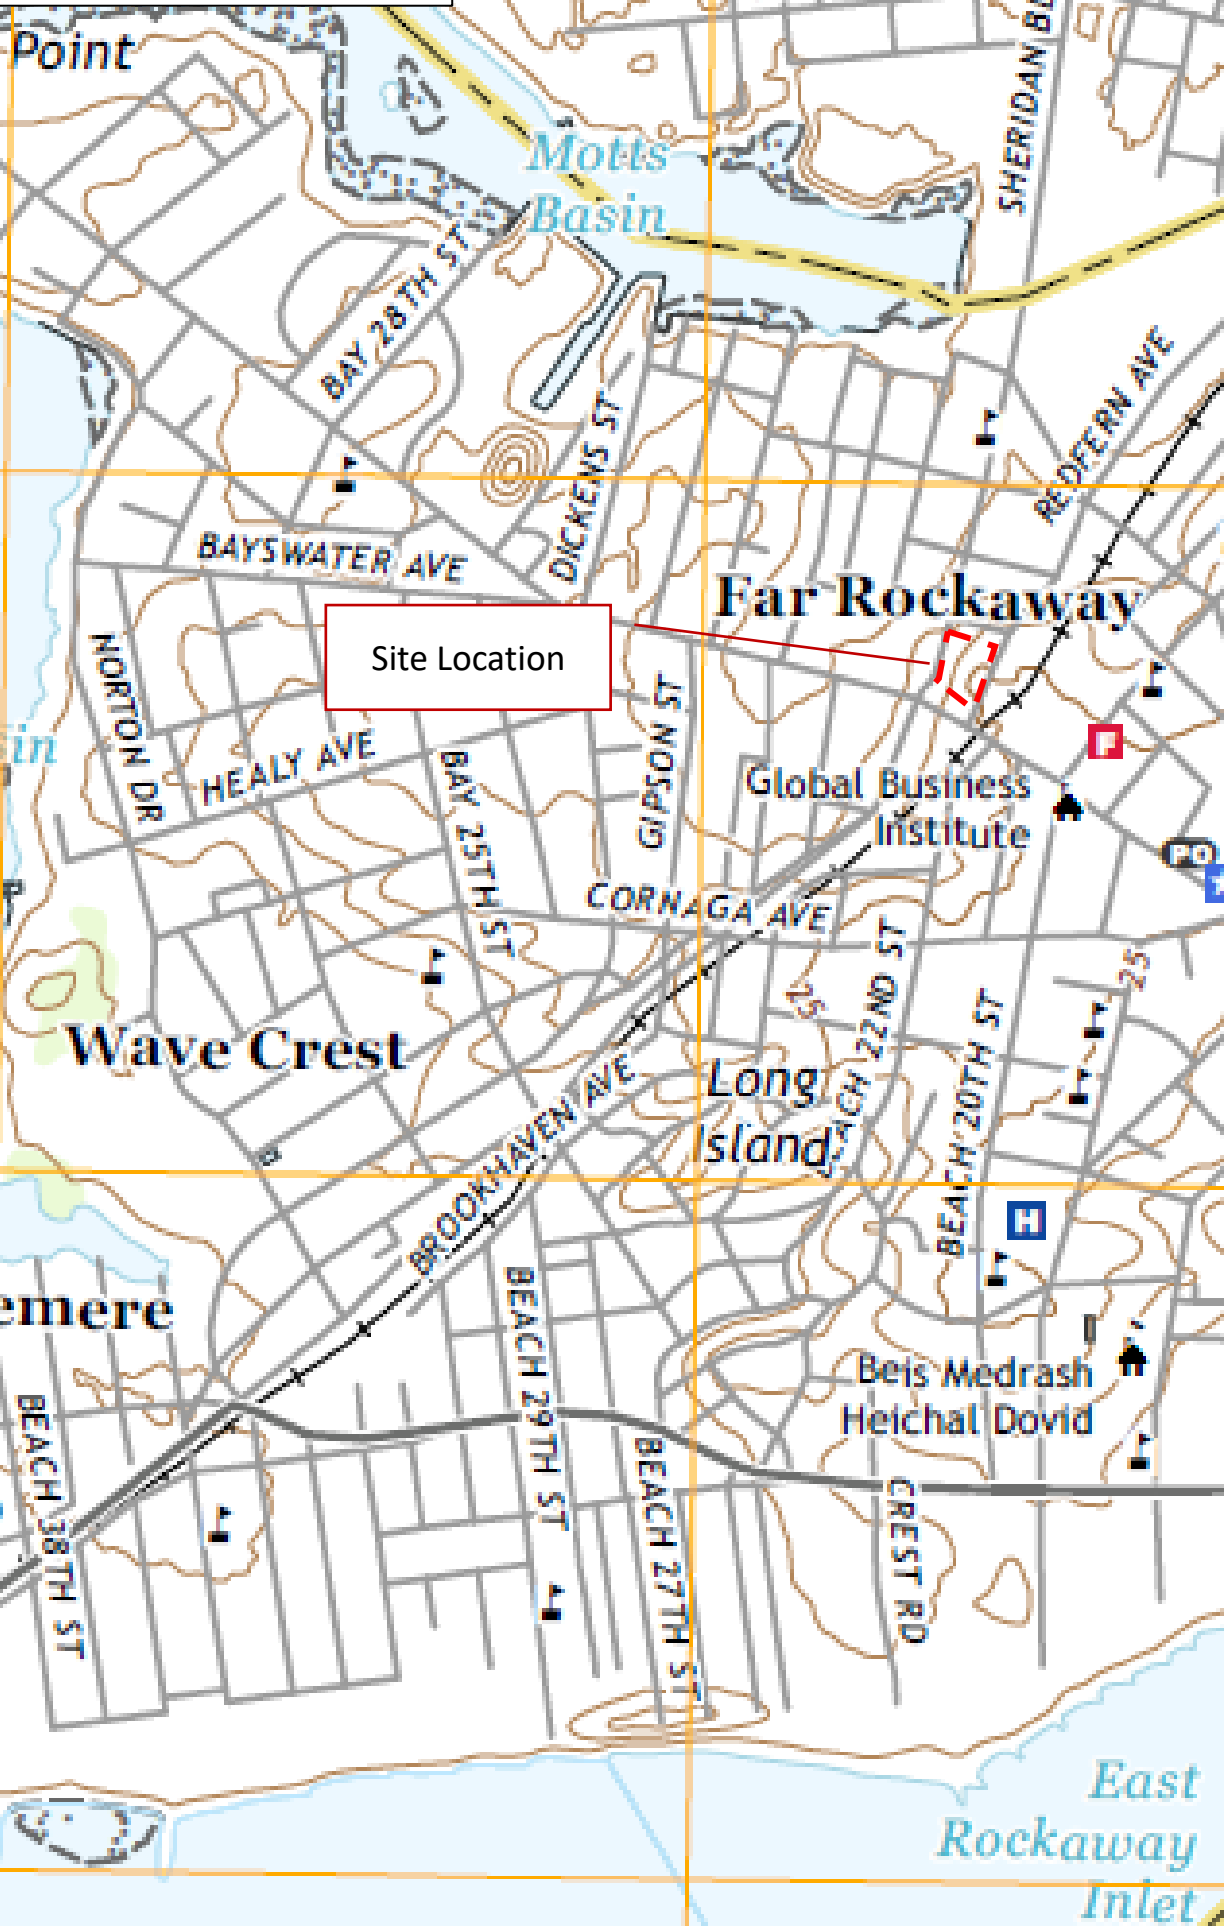 Point
SHERIDAN BL
Motts
Basin
BAY 28TH ST
REDFERN AVE
DICKENS ST
BAYSWATER AVE
Far Rockaway
Site Location
NORTON DR
GIPSON ST
in
HEALY AVE
BAY 25TH ST
F
Global Business
Institute
PO
CORNAGA AVE
25
25
BEACH 22ND ST
BEACH 20TH ST
Wave Crest
Long
Island
BROOKHAVEN AVE
H
emere
BEACH 29TH ST
Beis Medrash
Heichal Dovid
BEACH 38TH ST
BEACH 27TH ST
CREST RD
East
Rockaway
Inlet